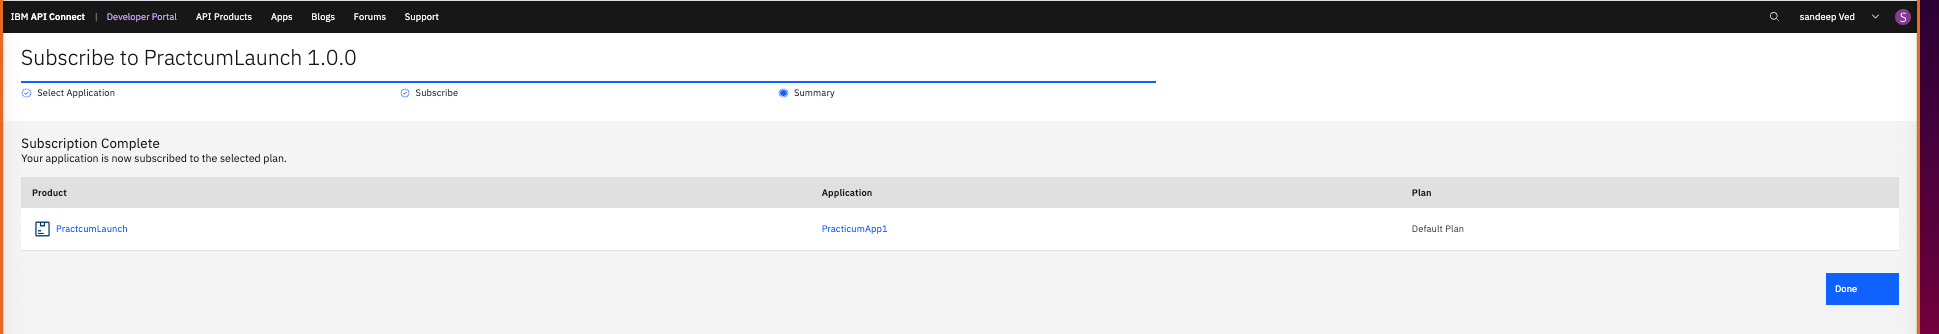 IBM API Connect | Developer Portal API Products Apps Blogs Forums Support sandeep Ved S
Subscribe to PractcumLaunch 1.0.0
Select Application Subscribe Summary
Subscription Complete
Your application is now subscribed to the selected plan.
Product Application Plan
PractcumLaunch PracticumApp1 Default Plan
Done